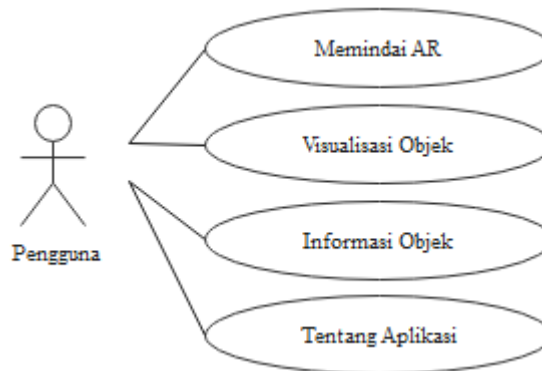 Memindai AR
Visualisasi Objek
Pengguna
Informasi Objek
Tentang Aplikasi